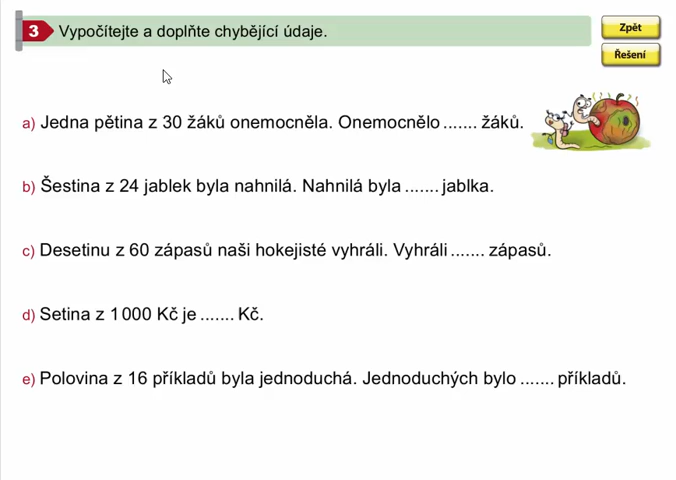 3 Vypočítejte a doplňte chybějící údaje.
Zpět
Řešení
a) Jedna pětina z 30 žáků onemocněla. Onemocnělo ....... žáků.
b) Šestina z 24 jablek byla nahnilá. Nahnilá byla ....... jablka.
c) Desetinu z 60 zápasů naši hokejisté vyhráli. Vyhráli ....... zápasů.
d) Setina z 1 000 Kč je ....... Kč.
e) Polovina z 16 příkladů byla jednoduchá. Jednoduchých bylo ....... příkladů.